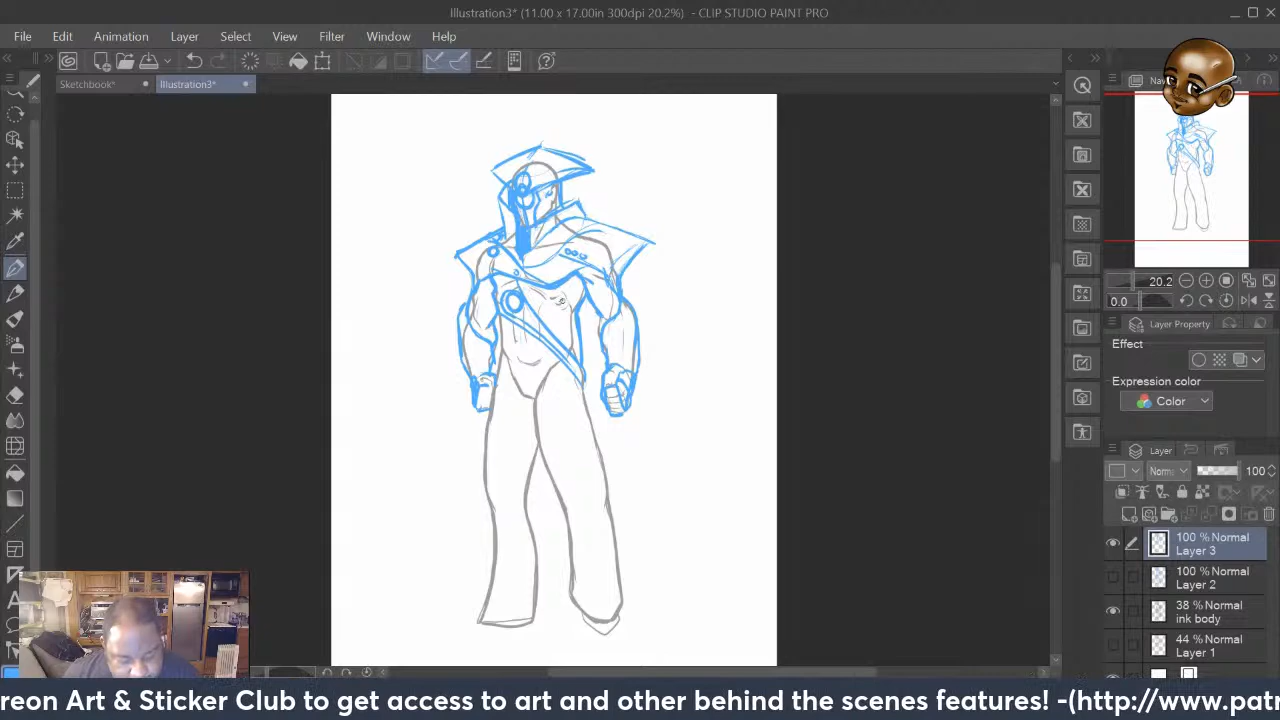 Illustration3* (11.00 x 17.00in 300dpi 20.2%) - CLIP STUDIO PAINT PRO
File Edit Animation Layer Select View Filter Window Help
Sketchbook* Illustration3*
20.2
0.0
Layer Property
Effect
Expression color
Color
Layer
Norm 100
100 % Normal
Layer 3
100 % Normal
Layer 2
38 % Normal
ink body
44 % Normal
Layer 1
reon Art & Sticker Club to get access to art and other behind the scenes features! -(http://www.pat